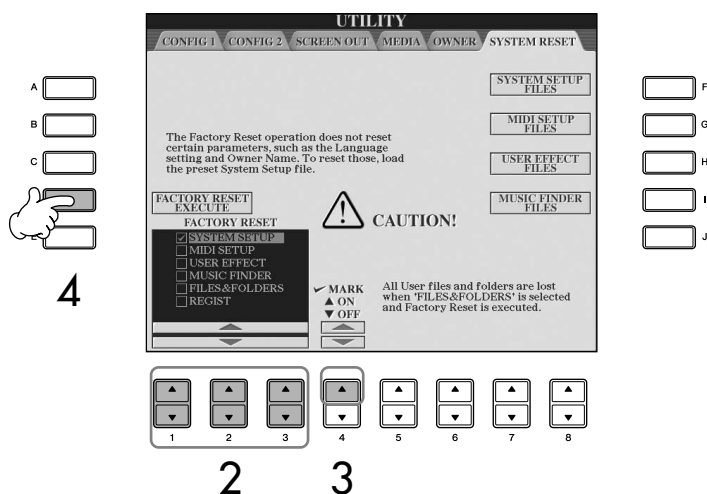 UTILITY
CONFIG 1 CONFIG 2 SCREEN OUT MEDIA OWNER SYSTEM RESET
SYSTEM SETUP
FILES
MIDI SETUP
FILES
USER EFFECT
FILES
MUSIC FINDER
FILES
The Factory Reset operation does not reset
certain parameters, such as the Language
setting and Owner Name. To reset those, load
the preset System Setup file.
FACTORY RESET
EXECUTE
FACTORY RESET
SYSTEM SETUP
MIDI SETUP
USER EFFECT
MUSIC FINDER
FILES&FOLDERS
REGIST
CAUTION!
MARK
▲ ON
▼ OFF
All User files and folders are lost
when 'FILES&FOLDERS' is selected
and Factory Reset is executed.
A
B
C
E
F
G
H
I
J
4
1 2 3 4 5 6 7 8
2 3